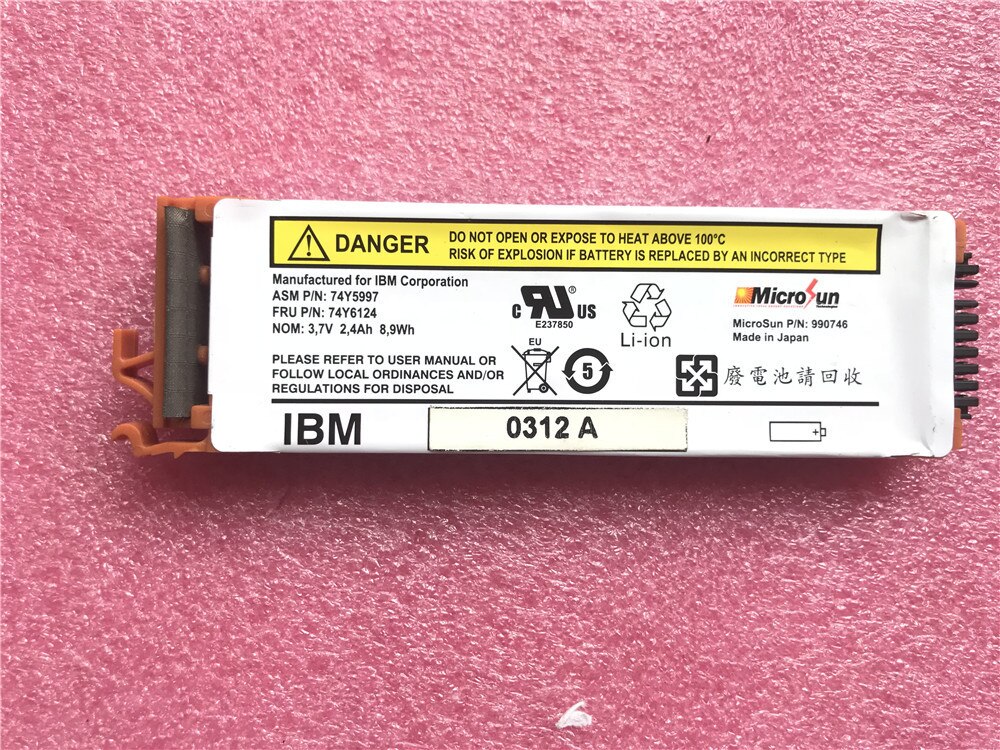 DANGER
DO NOT OPEN OR EXPOSE TO HEAT ABOVE 100°C
RISK OF EXPLOSION IF BATTERY IS REPLACED BY AN INCORRECT TYPE
Manufactured for IBM Corporation
ASM P/N: 74Y5997
FRU P/N: 74Y6124
NOM: 3,7V 2,4Ah 8,9Wh
PLEASE REFER TO USER MANUAL OR
FOLLOW LOCAL ORDINANCES AND/OR
REGULATIONS FOR DISPOSAL
c RU ® US
E237850
Li-ion
EU
5
MicroSun
Technologies
MicroSun P/N: 990746
Made in Japan
廢電池請回收
IBM
0312 A
+